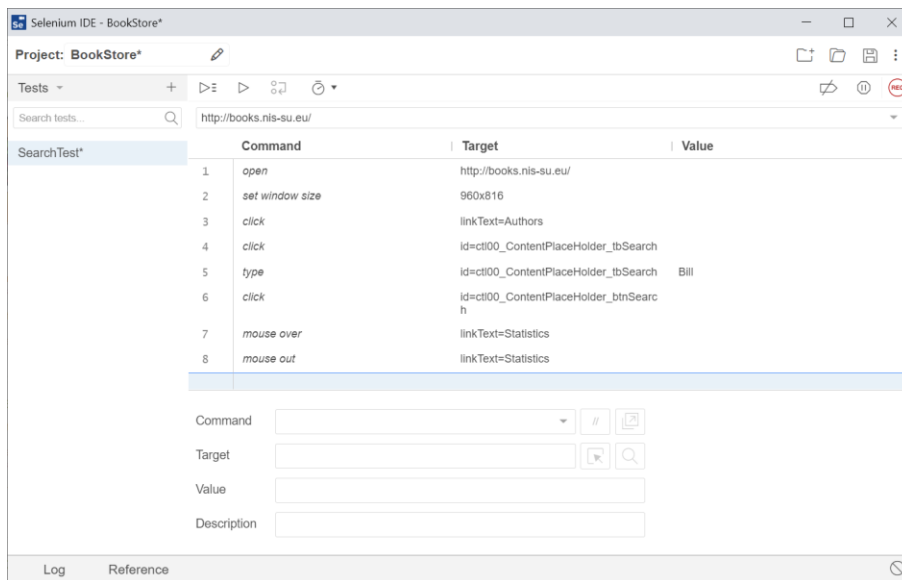 Selenium IDE - BookStore*
Project: BookStore*
Tests
Search tests...
http://books.nis-su.eu/
REC
SearchTest*
Command Target Value
1 open http://books.nis-su.eu/
2 set window size 960x816
3 click linkText=Authors
4 click id=ctl00_ContentPlaceHolder_tbSearch
5 type id=ctl00_ContentPlaceHolder_tbSearch Bill
6 click id=ctl00_ContentPlaceHolder_btnSearc
h
7 mouse over linkText=Statistics
8 mouse out linkText=Statistics
Command //
Target
Value
Description
Log Reference